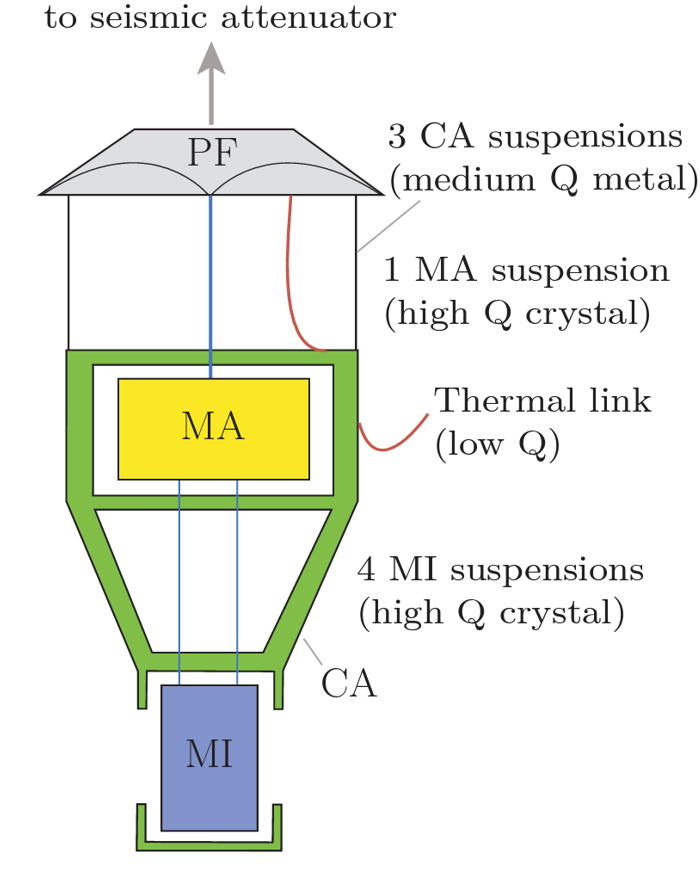 to seismic attenuator
PF
3 CA suspensions
(medium Q metal)
1 MA suspension
(high Q crystal)
Thermal link
(low Q)
MA
4 MI suspensions
(high Q crystal)
CA
MI